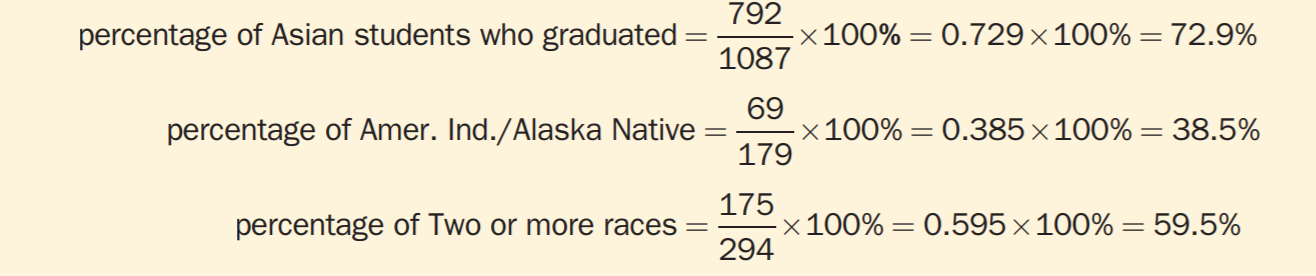 percentage of Asian students who graduated = 792/1087 × 100% = 0.729 × 100% = 72.9%
percentage of Amer. Ind./Alaska Native = 69/179 × 100% = 0.385 × 100% = 38.5%
percentage of Two or more races = 175/294 × 100% = 0.595 × 100% = 59.5%